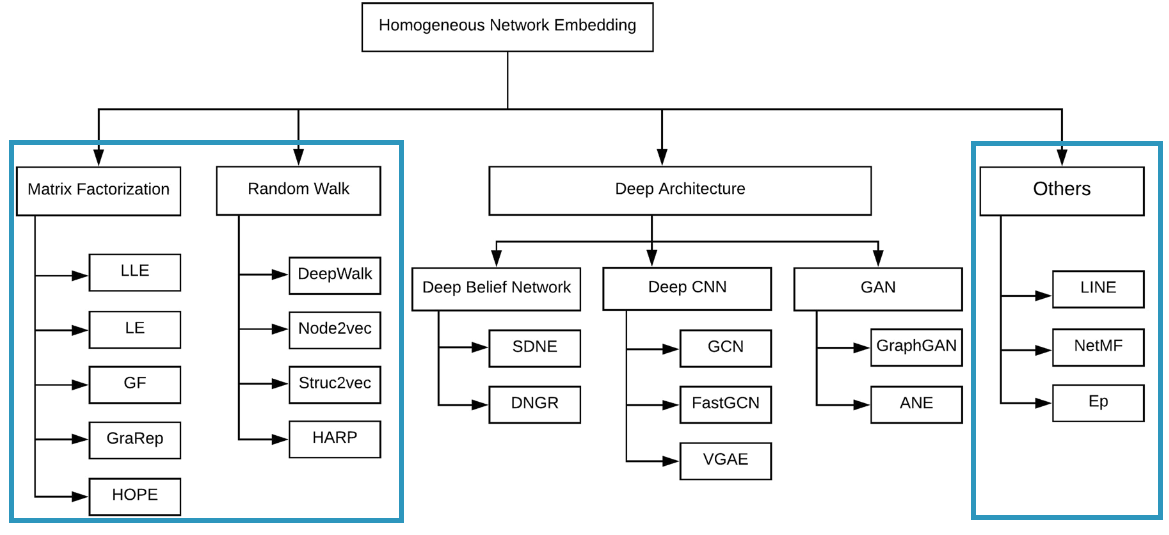 Homogeneous Network Embedding
Matrix Factorization
LLE
LE
GF
GraRep
HOPE
Random Walk
DeepWalk
Node2vec
Struc2vec
HARP
Deep Architecture
Deep Belief Network
SDNE
DNGR
Deep CNN
GCN
FastGCN
VGAE
GAN
GraphGAN
ANE
Others
LINE
NetMF
Ep